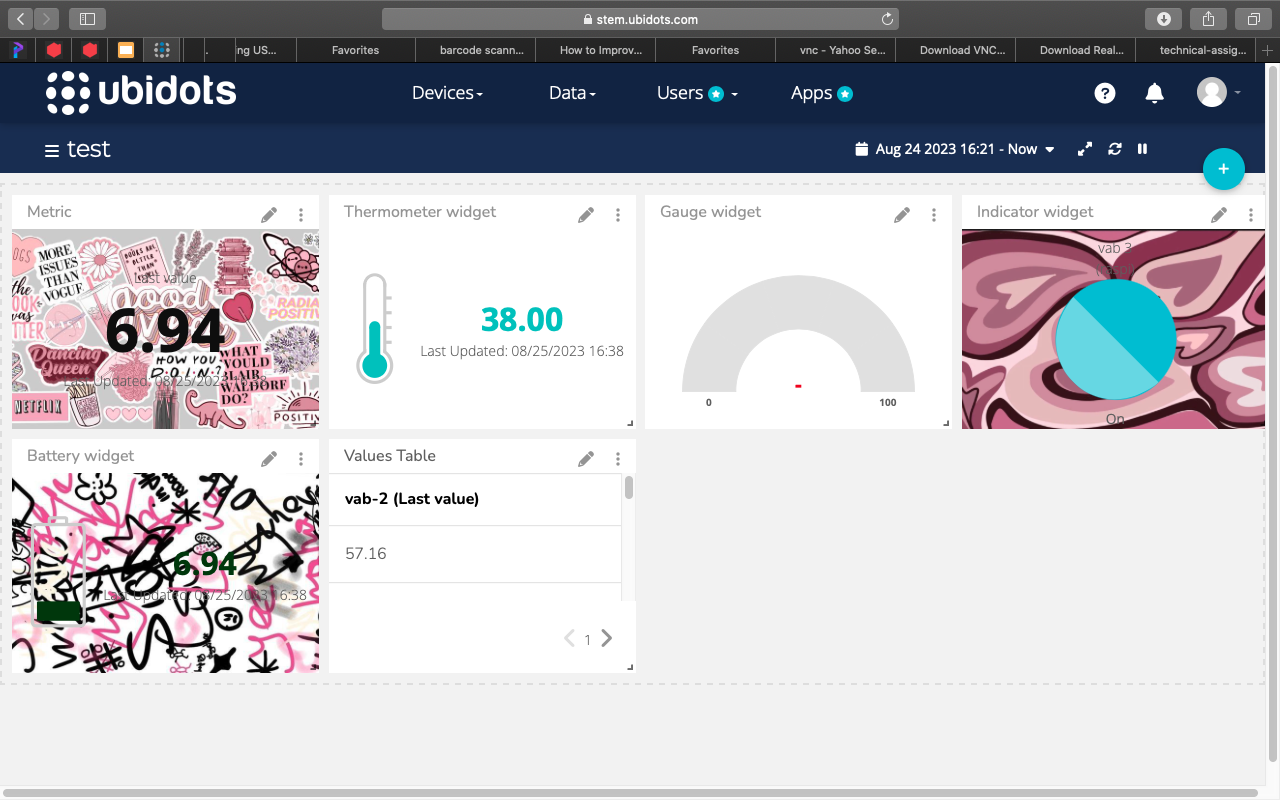 stem.ubidots.com
.
ng US...
Favorites
barcode scann...
How to Improv...
Favorites
vnc - Yahoo Se...
Download VNC...
Download Real...
technical-assig...
ubidots
Devices
Data
Users
Apps
test
Aug 24 2023 16:21 - Now
Metric
Last value
6.94
Last Updated: 08/25/2023 16:38
MORE ISSUES THAN VOGUE
BOOKS ARE BETTER THAN
good
RADIA
POSITIV
NASA
Dancing Queen
HOW YOU DOIN?
WHAT WOULD BLAIR WALDORF DO?
NETFLIX
POSITIV
Thermometer widget
38.00
Last Updated: 08/25/2023 16:38
Gauge widget
-
0
100
Indicator widget
vab 3
On
Battery widget
6.94
Last Updated: 08/25/2023 16:38
Values Table
vab-2 (Last value)
57.16
1